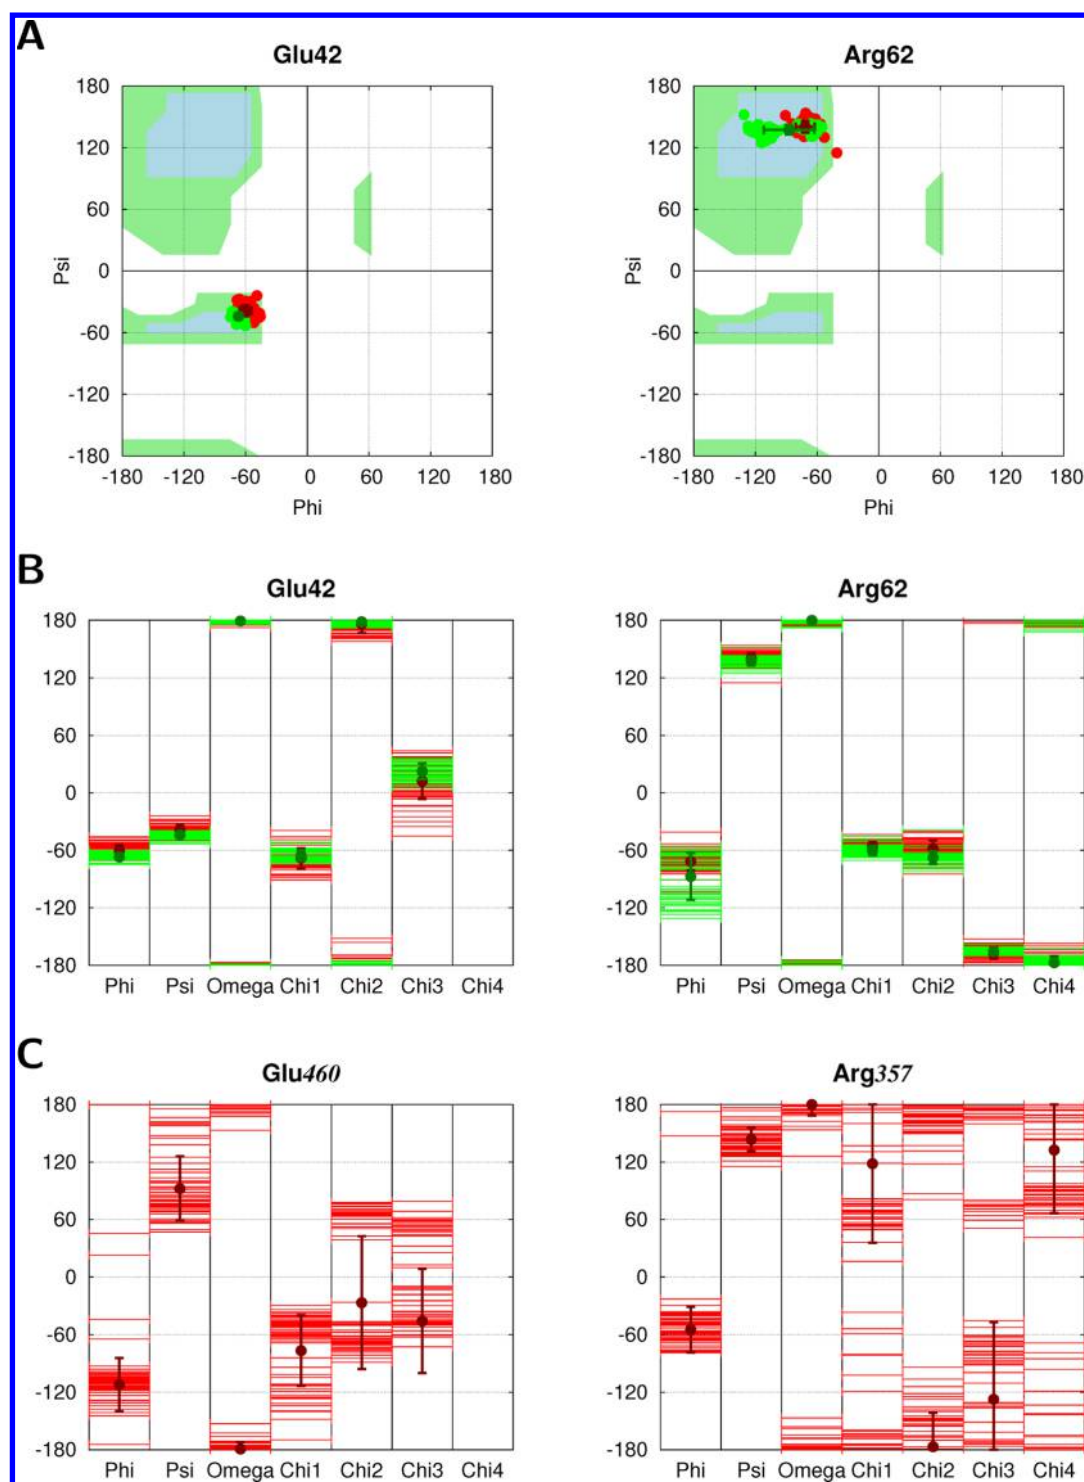 A
Glu42 Arg62
180 180
120 120
60 60
Psi 0 Psi 0
-60 -60
-120 -120
-180 -180
-180 -120 -60 0 60 120 180 -180 -120 -60 0 60 120 180
Phi Phi
B
Glu42 Arg62
180 180
120 120
60 60
0 0
-60 -60
-120 -120
-180 -180
Phi Psi Omega Chi1 Chi2 Chi3 Chi4 Phi Psi Omega Chi1 Chi2 Chi3 Chi4
C
Glu460 Arg357
180 180
120 120
60 60
0 0
-60 -60
-120 -120
-180 -180
Phi Psi Omega Chi1 Chi2 Chi3 Chi4 Phi Psi Omega Chi1 Chi2 Chi3 Chi4